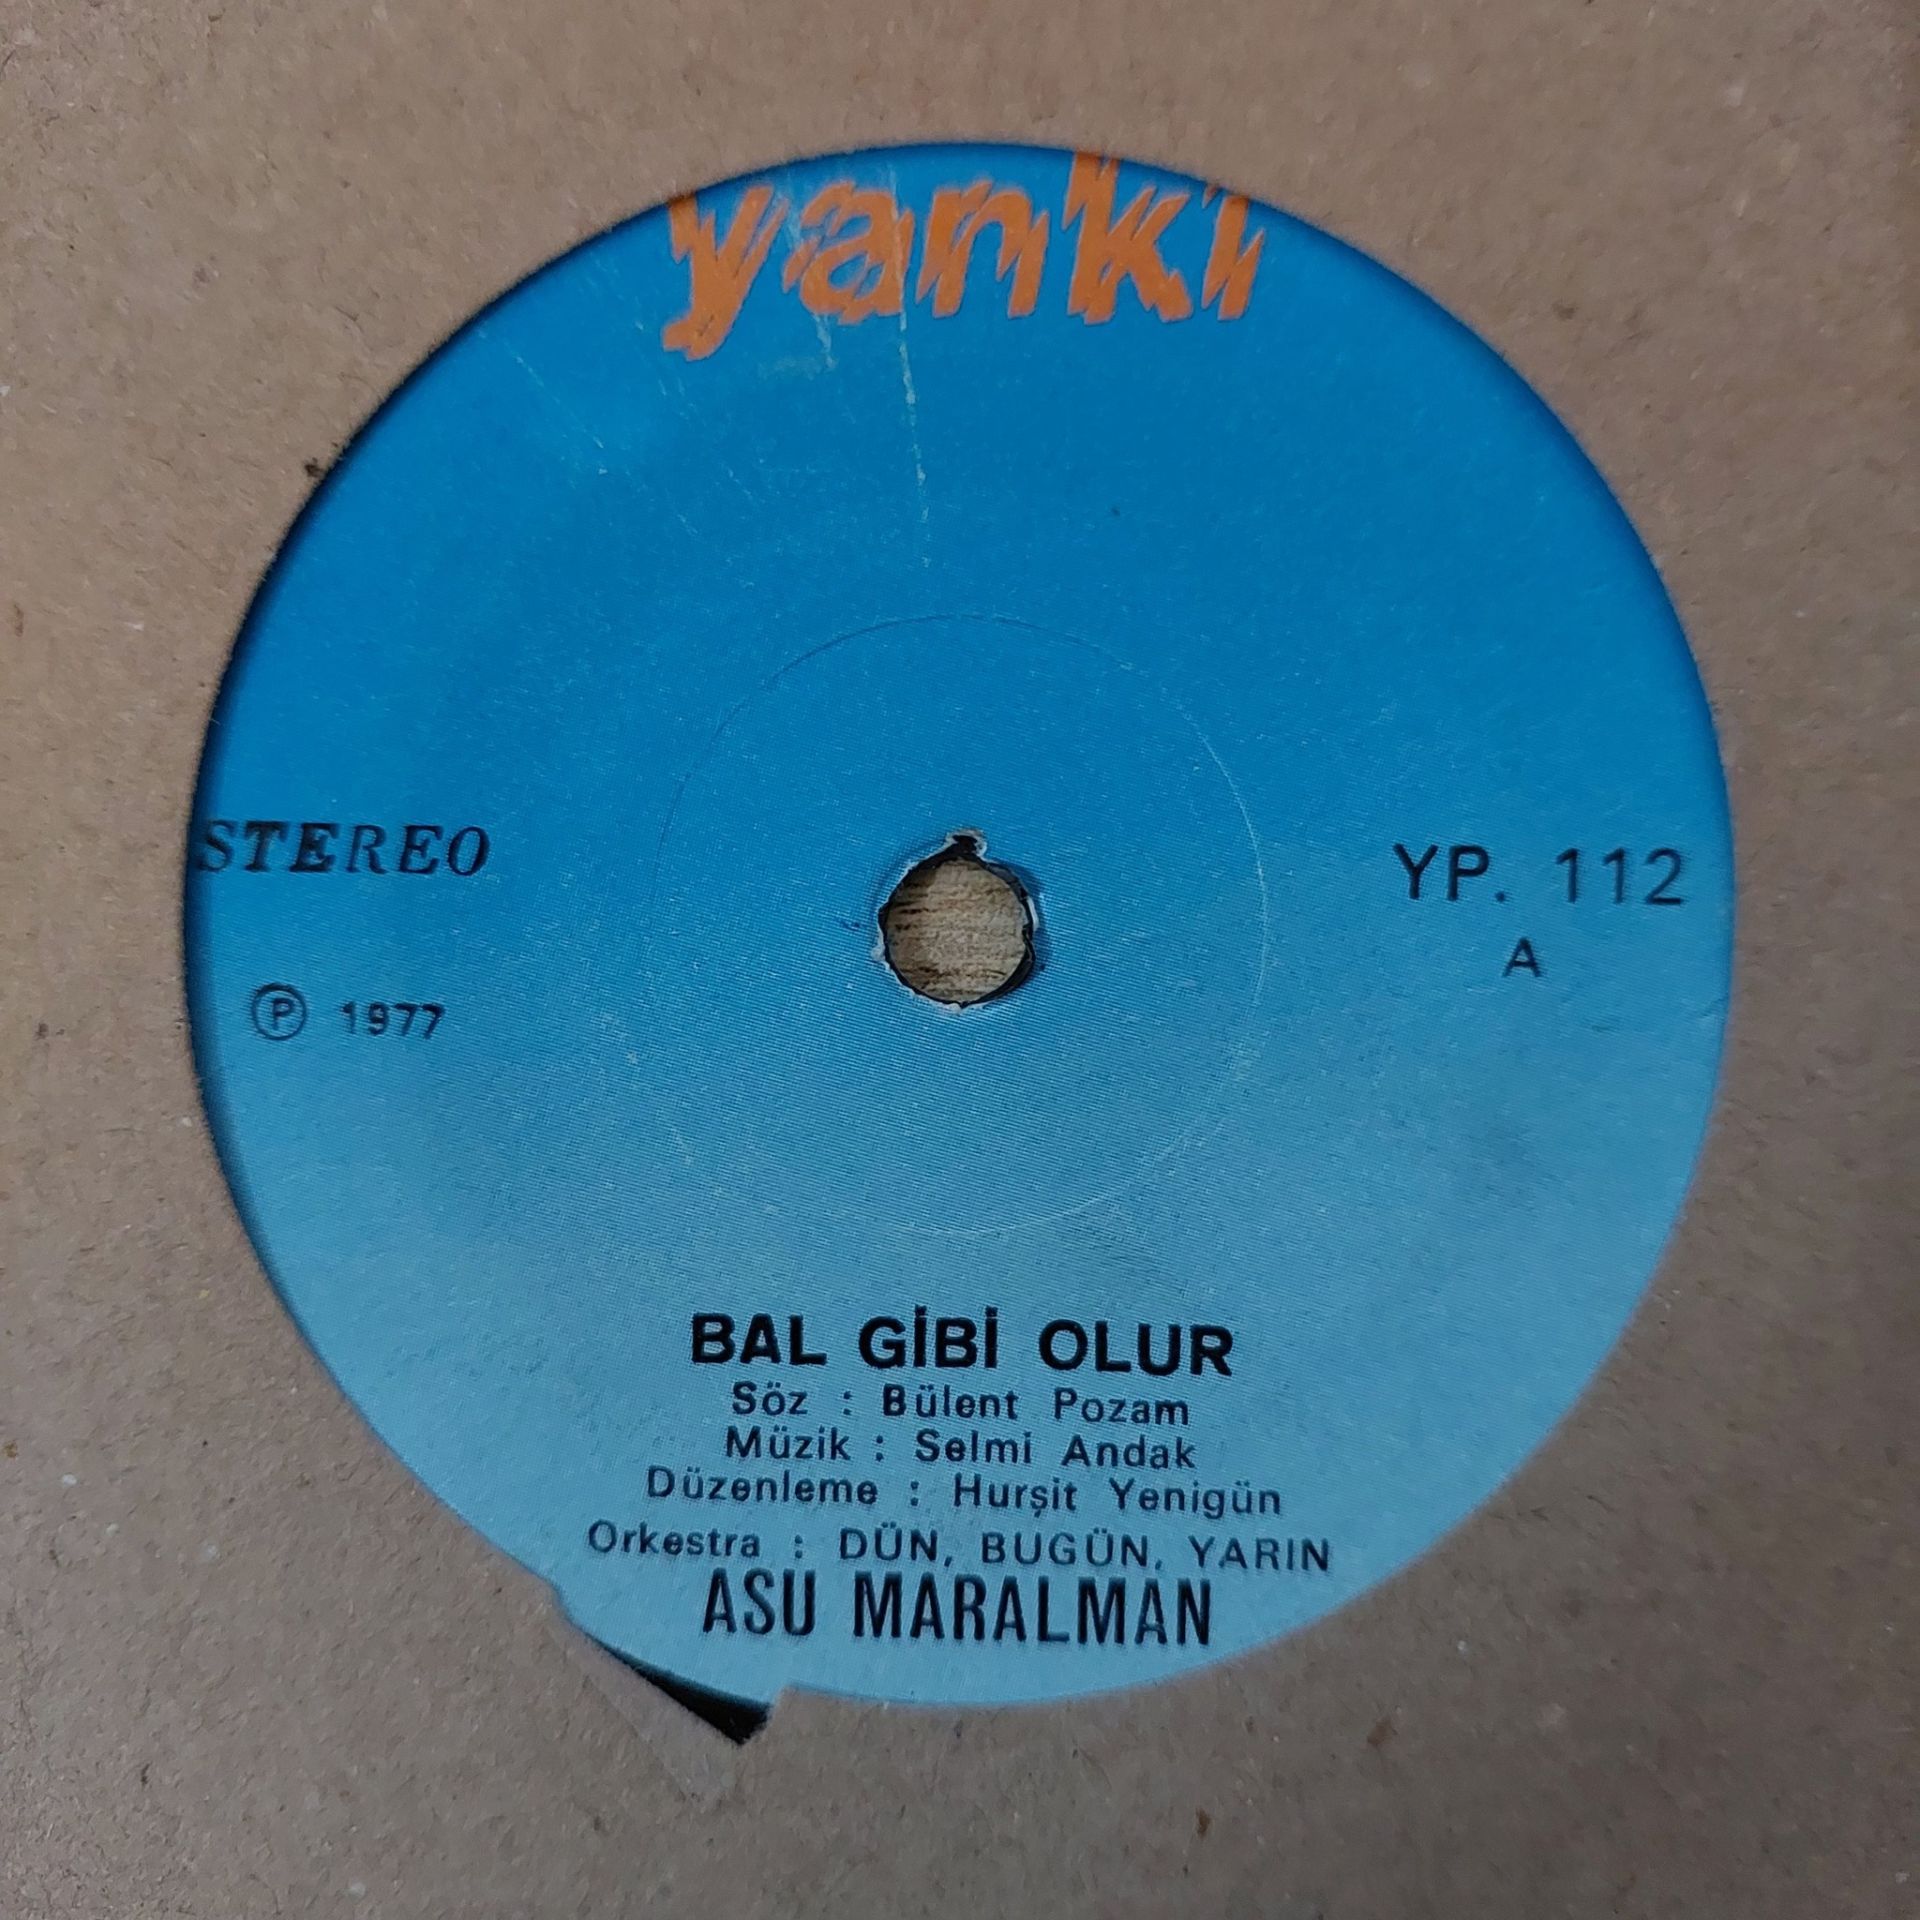 yankı
STEREO
YP. 112
A
Ⓟ 1977
BAL GİBİ OLUR
Söz : Bülent Pozam
Müzik : Selmi Andak
Düzenleme : Hurşit Yenigün
Orkestra : DÜN, BUGÜN, YARIN
ASU MARALMAN